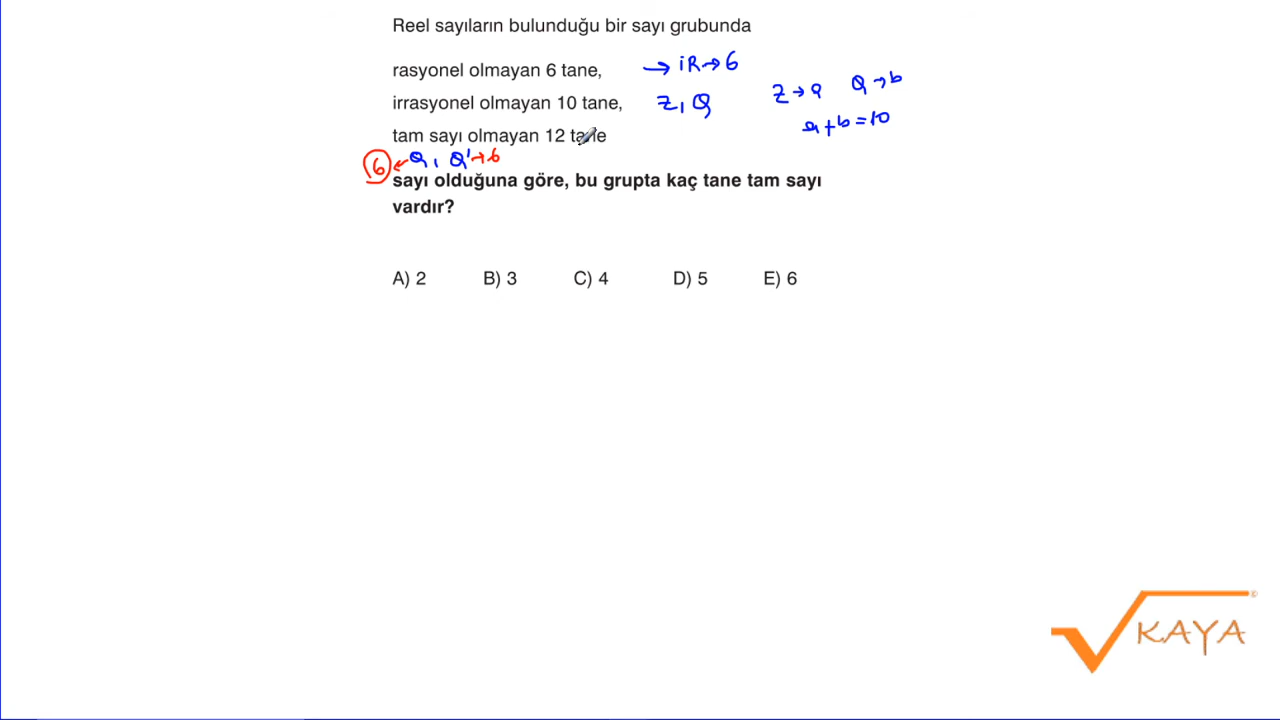 Reel sayıların bulunduğu bir sayı grubunda
rasyonel olmayan 6 tane, → iR → 6
irrasyonel olmayan 10 tane, Z, Q Z → a Q → b
a + b = 10
tam sayı olmayan 12 tane
6 ← Q, Q' → 6
sayı olduğuna göre, bu grupta kaç tane tam sayı
vardır?
A) 2 B) 3 C) 4 D) 5 E) 6
KAYA